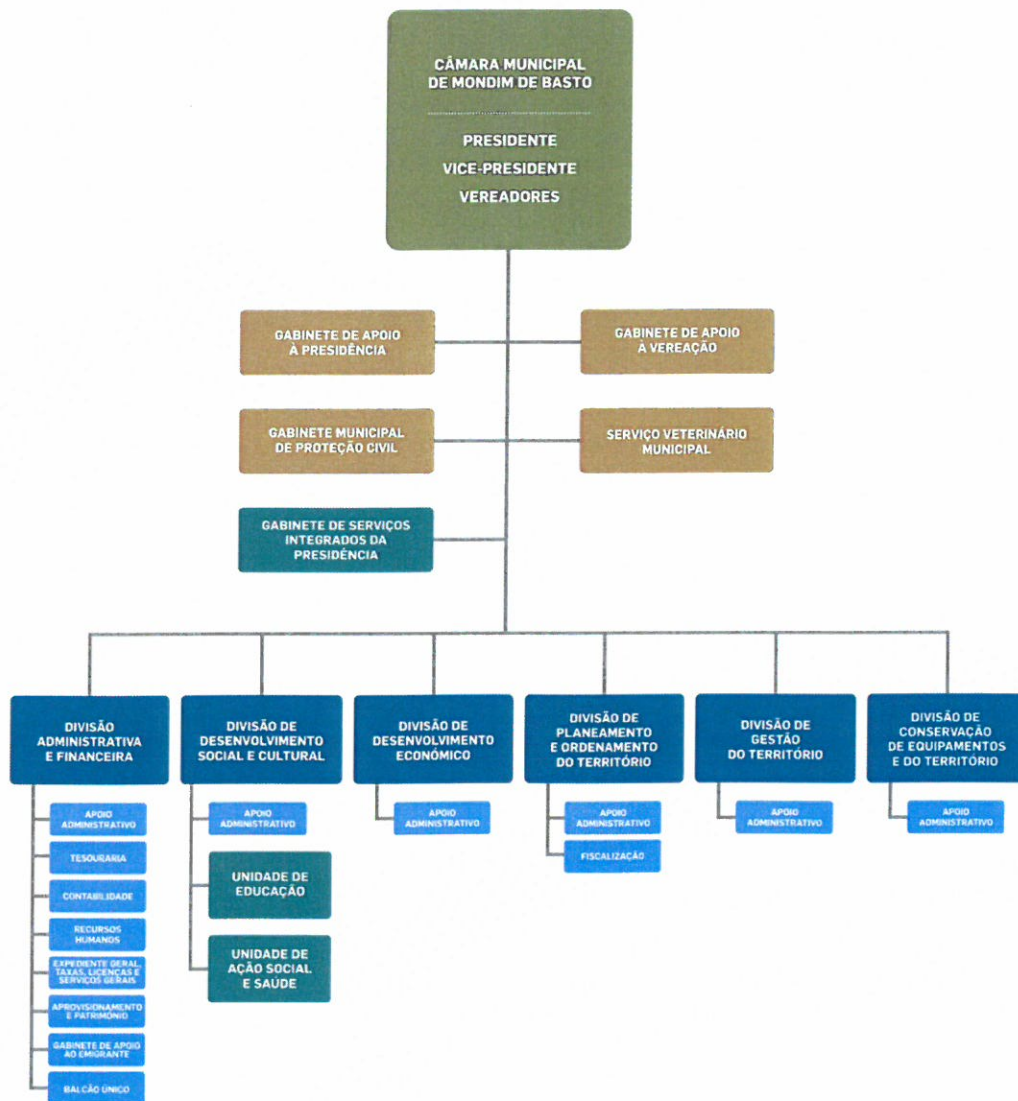 CÂMARA MUNICIPAL
DE MONDIM DE BASTO
PRESIDENTE
VICE-PRESIDENTE
VEREADORES
GABINETE DE APOIO
À PRESIDÊNCIA
GABINETE DE APOIO
À VEREAÇÃO
GABINETE MUNICIPAL
DE PROTEÇÃO CIVIL
SERVIÇO VETERINÁRIO
MUNICIPAL
GABINETE DE SERVIÇOS
INTEGRADOS DA
PRESIDÊNCIA
DIVISÃO
ADMINISTRATIVA
E FINANCEIRA
APOIO
ADMINISTRATIVO
TESOURARIA
CONTABILIDADE
RECURSOS
HUMANOS
EXPEDIENTE GERAL,
TAXAS, LICENÇAS E
SERVIÇOS GERAIS
APROVISIONAMENTO
E PATRIMÓNIO
GABINETE DE APOIO
AO EMIGRANTE
BALCÃO ÚNICO
DIVISÃO DE
DESENVOLVIMENTO
SOCIAL E CULTURAL
APOIO
ADMINISTRATIVO
UNIDADE DE
EDUCAÇÃO
UNIDADE DE
AÇÃO SOCIAL
E SAÚDE
DIVISÃO DE
DESENVOLVIMENTO
ECONÓMICO
APOIO
ADMINISTRATIVO
DIVISÃO DE
PLANEAMENTO
E ORDENAMENTO
DO TERRITÓRIO
APOIO
ADMINISTRATIVO
FISCALIZAÇÃO
DIVISÃO DE
GESTÃO
DO TERRITÓRIO
APOIO
ADMINISTRATIVO
DIVISÃO DE
CONSERVAÇÃO
DE EQUIPAMENTOS
E DO TERRITÓRIO
APOIO
ADMINISTRATIVO